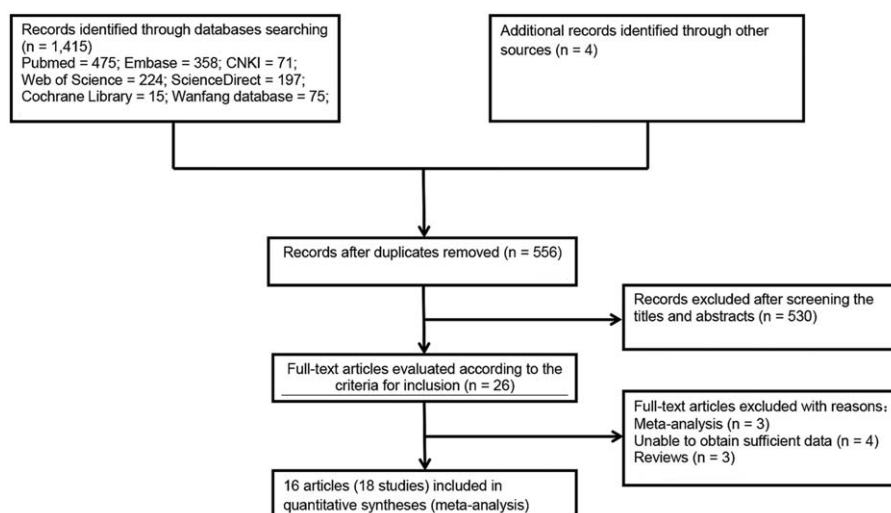 Records identified through databases searching
(n = 1,415)
Pubmed = 475; Embase = 358; CNKI = 71;
Web of Science = 224; ScienceDirect = 197;
Cochrane Library = 15; Wanfang database = 75;
Additional records identified through other
sources (n = 4)
Records after duplicates removed (n = 556)
Records excluded after screening the
titles and abstracts (n = 530)
Full-text articles evaluated according to the
criteria for inclusion (n = 26)
Full-text articles excluded with reasons:
Meta-analysis (n = 3)
Unable to obtain sufficient data (n = 4)
Reviews (n = 3)
16 articles (18 studies) included in
quantitative syntheses (meta-analysis)